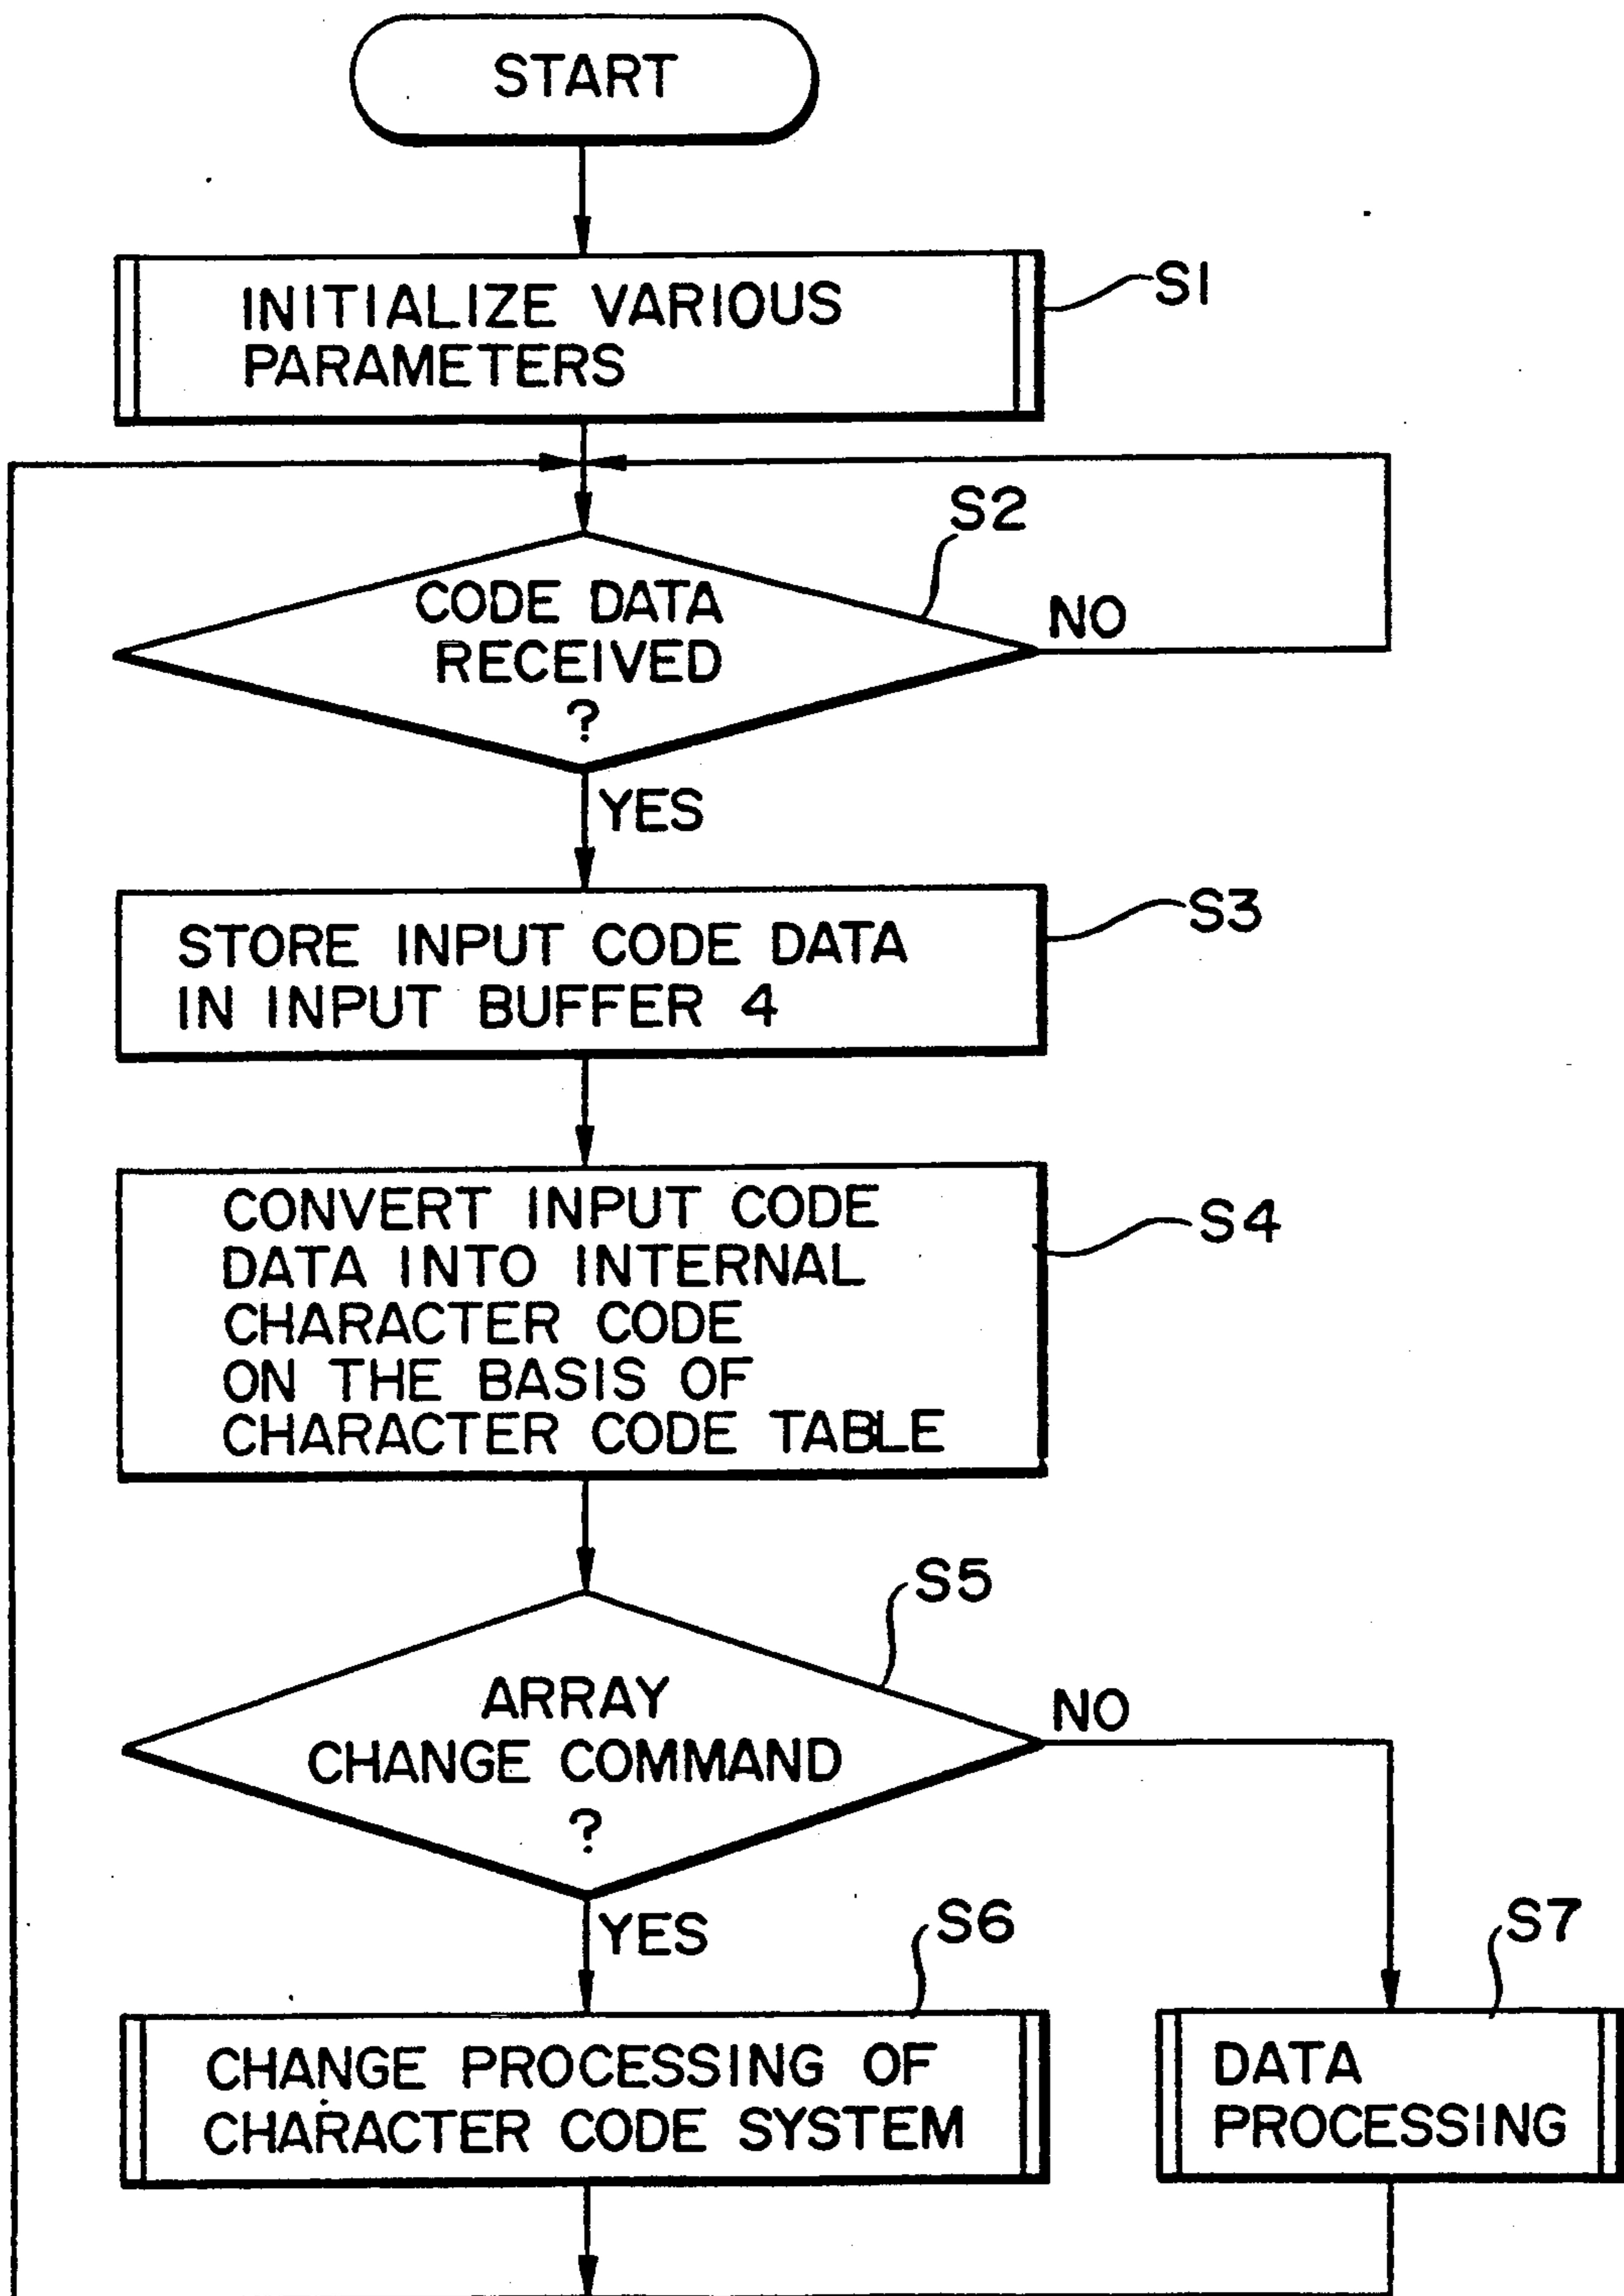 START
INITIALIZE VARIOUS
PARAMETERS
S1
S2
CODE DATA
RECEIVED
?
NO
YES
STORE INPUT CODE DATA
IN INPUT BUFFER 4
S3
CONVERT INPUT CODE
DATA INTO INTERNAL
CHARACTER CODE
ON THE BASIS OF
CHARACTER CODE TABLE
S4
S5
ARRAY
CHANGE COMMAND
?
NO
YES
S6
S7
CHANGE PROCESSING OF
CHARACTER CODE SYSTEM
DATA
PROCESSING